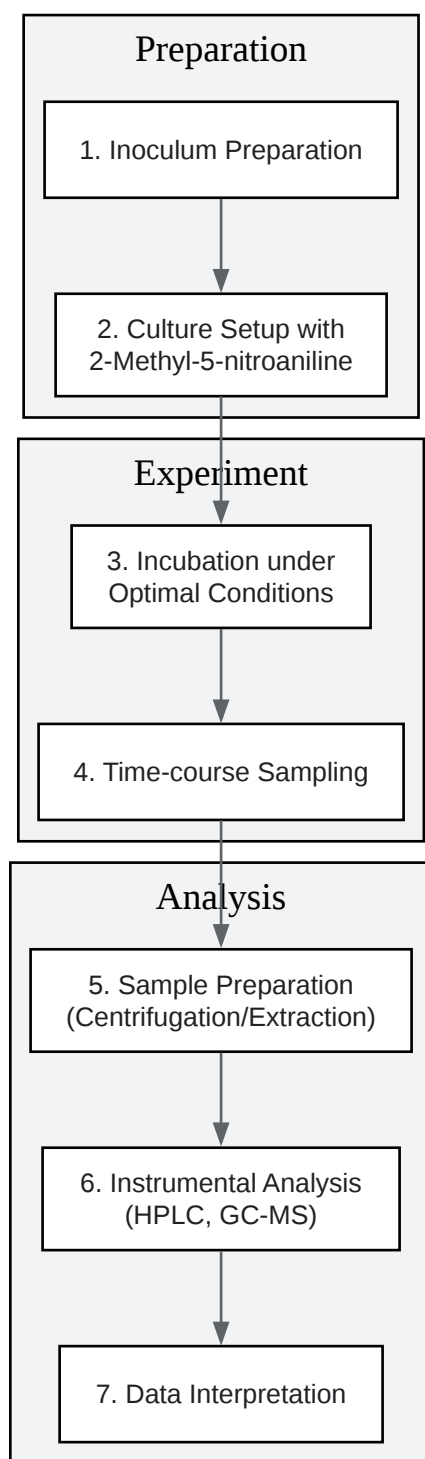 Preparation
1. Inoculum Preparation
2. Culture Setup with
2-Methyl-5-nitroaniline
Experiment
3. Incubation under
Optimal Conditions
4. Time-course Sampling
Analysis
5. Sample Preparation
(Centrifugation/Extraction)
6. Instrumental Analysis
(HPLC, GC-MS)
7. Data Interpretation